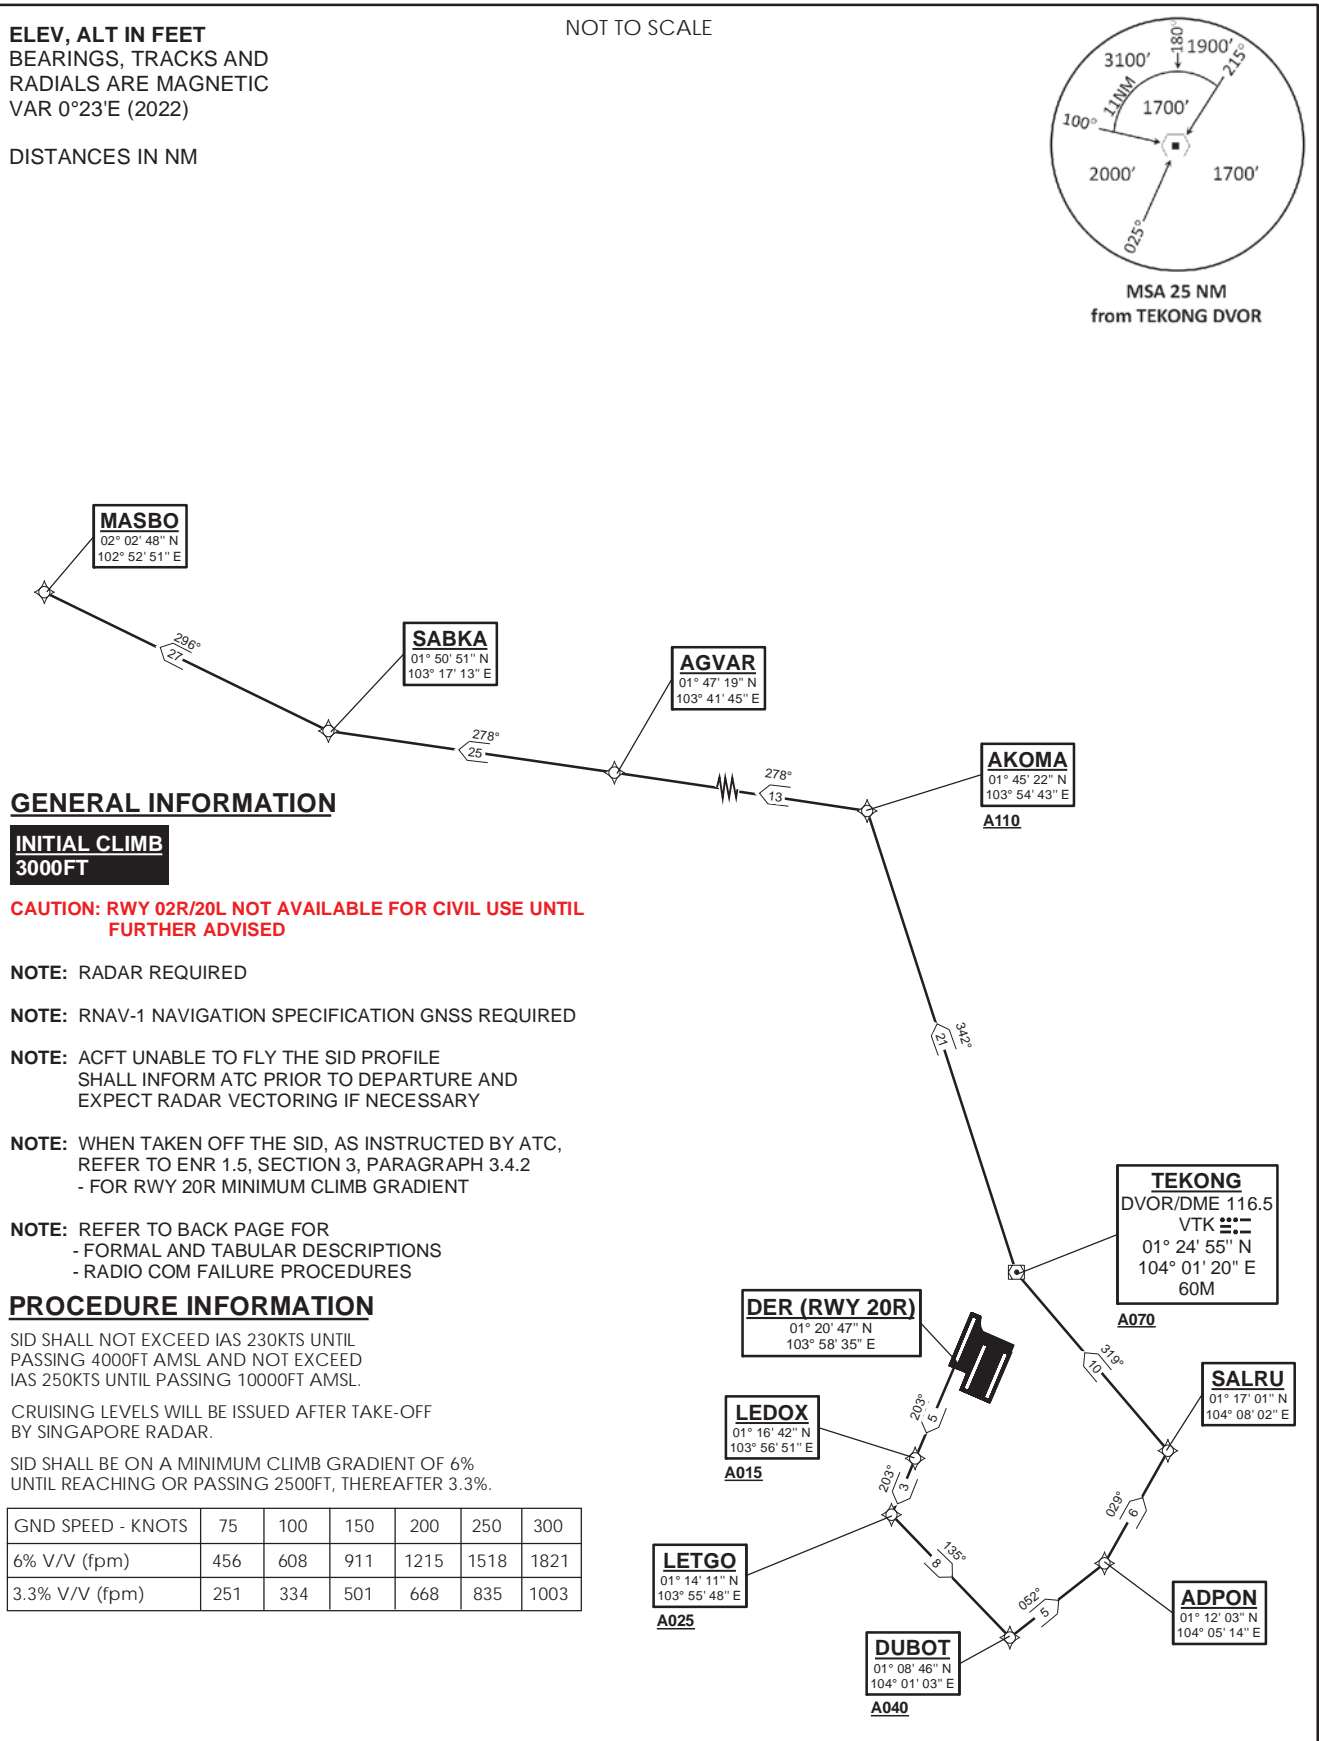 NOT TO SCALE
ELEV, ALT IN FEET
BEARINGS, TRACKS AND
RADIALS ARE MAGNETIC
VAR 0°23'E (2022)
DISTANCES IN NM
3100'
180°
1900'
215°
11NM
1700'
100°
2000'
1700'
025°
MSA 25 NM
from TEKONG DVOR
MASBO
02° 02' 48" N
102° 52' 51" E
296°
27
SABKA
01° 50' 51" N
103° 17' 13" E
278°
25
AGVAR
01° 47' 19" N
103° 41' 45" E
278°
13
AKOMA
01° 45' 22" N
103° 54' 43" E
A110
GENERAL INFORMATION
INITIAL CLIMB
3000FT
CAUTION: RWY 02R/20L NOT AVAILABLE FOR CIVIL USE UNTIL
FURTHER ADVISED
NOTE: RADAR REQUIRED
NOTE: RNAV-1 NAVIGATION SPECIFICATION GNSS REQUIRED
NOTE: ACFT UNABLE TO FLY THE SID PROFILE
SHALL INFORM ATC PRIOR TO DEPARTURE AND
EXPECT RADAR VECTORING IF NECESSARY
NOTE: WHEN TAKEN OFF THE SID, AS INSTRUCTED BY ATC,
REFER TO ENR 1.5, SECTION 3, PARAGRAPH 3.4.2
- FOR RWY 20R MINIMUM CLIMB GRADIENT
NOTE: REFER TO BACK PAGE FOR
- FORMAL AND TABULAR DESCRIPTIONS
- RADIO COM FAILURE PROCEDURES
PROCEDURE INFORMATION
SID SHALL NOT EXCEED IAS 230KTS UNTIL
PASSING 4000FT AMSL AND NOT EXCEED
IAS 250KTS UNTIL PASSING 10000FT AMSL.
CRUISING LEVELS WILL BE ISSUED AFTER TAKE-OFF
BY SINGAPORE RADAR.
SID SHALL BE ON A MINIMUM CLIMB GRADIENT OF 6%
UNTIL REACHING OR PASSING 2500FT, THEREAFTER 3.3%.
GND SPEED - KNOTS 75 100 150 200 250 300
6% V/V (fpm) 456 608 911 1215 1518 1821
3.3% V/V (fpm) 251 334 501 668 835 1003
342°
21
TEKONG
DVOR/DME 116.5
VTK
01° 24' 55" N
104° 01' 20" E
60M
A070
DER (RWY 20R)
01° 20' 47" N
103° 58' 35" E
319°
10
SALRU
01° 17' 01" N
104° 08' 02" E
203°
5
LEDOX
01° 16' 42" N
103° 56' 51" E
A015
203°
3
029°
6
LETGO
01° 14' 11" N
103° 55' 48" E
A025
135°
8
052°
5
ADPON
01° 12' 03" N
104° 05' 14" E
DUBOT
01° 08' 46" N
104° 01' 03" E
A040